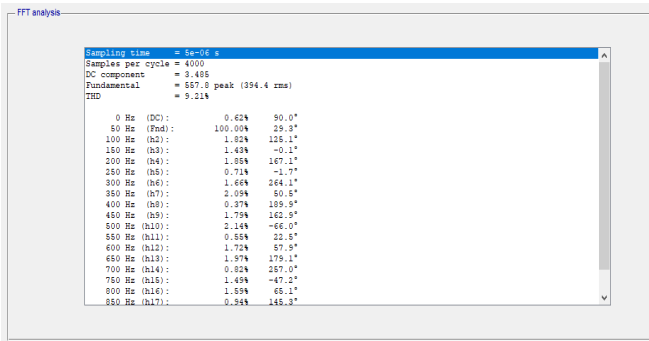 FFT analysis
Sampling time = 5e-06 s
Samples per cycle = 4000
DC component = 3.485
Fundamental = 557.8 peak (394.4 rms)
THD = 9.21%
0 Hz (DC): 0.62% 90.0°
50 Hz (Fnd): 100.00% 29.3°
100 Hz (h2): 1.82% 125.1°
150 Hz (h3): 1.43% -0.1°
200 Hz (h4): 1.85% 167.1°
250 Hz (h5): 0.71% -1.7°
300 Hz (h6): 1.66% 264.1°
350 Hz (h7): 2.09% 50.5°
400 Hz (h8): 0.37% 189.9°
450 Hz (h9): 1.79% 162.9°
500 Hz (h10): 2.14% -66.0°
550 Hz (h11): 0.55% 22.5°
600 Hz (h12): 1.72% 57.9°
650 Hz (h13): 1.97% 179.1°
700 Hz (h14): 0.82% 257.0°
750 Hz (h15): 1.49% -47.2°
800 Hz (h16): 1.59% 65.1°
850 Hz (h17): 0.94% 145.3°